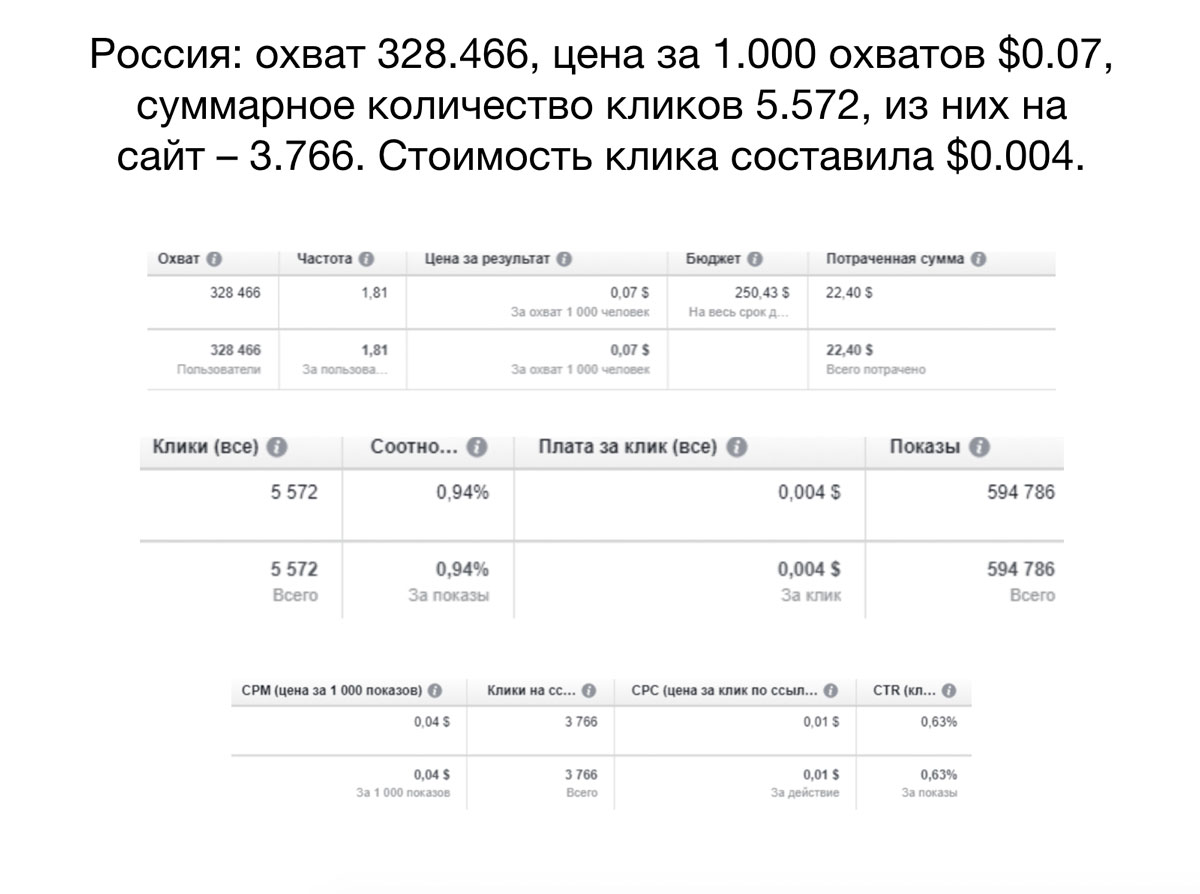 Россия: охват 328.466, цена за 1.000 охватов $0.07,
суммарное количество кликов 5.572, из них на
сайт – 3.766. Стоимость клика составила $0.004.
Охват Частота Цена за результат Бюджет Потраченная сумма
328 466 1,81 0,07 $ 250,43 $ 22,40 $
За охват 1 000 человек На весь срок д...
328 466 1,81 0,07 $ 22,40 $
Пользователи За пользова... За охват 1 000 человек Всего потрачено
Клики (все) Соотно... Плата за клик (все) Показы
5 572 0,94% 0,004 $ 594 786
5 572 0,94% 0,004 $ 594 786
Всего За показы За клик Всего
CPM (цена за 1 000 показов) Клики на сс... CPC (цена за клик по ссыл... CTR (кл...
0,04 $ 3 766 0,01 $ 0,63%
0,04 $ 3 766 0,01 $ 0,63%
За 1 000 показов Всего За действие За показы